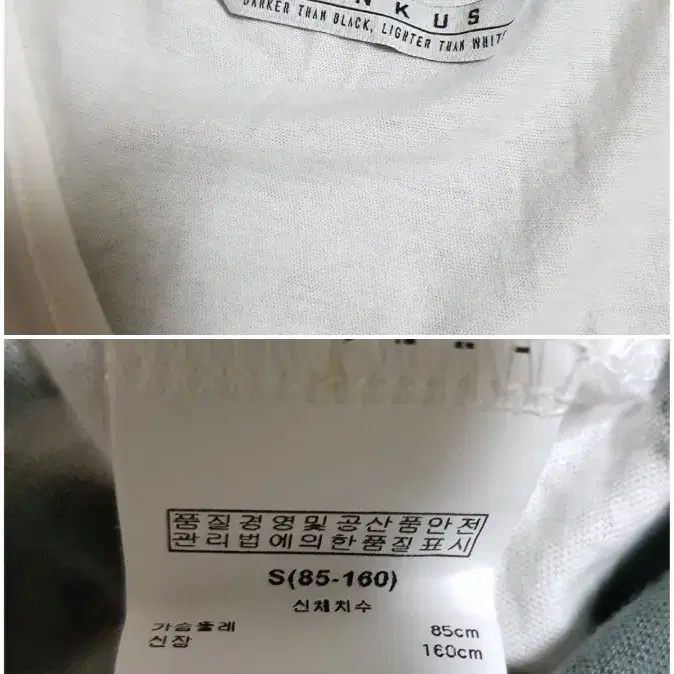 NKUS
DARKER THAN BLACK, LIGHTER THAN WHITE
품질경영및공산품안전
관리법에의한품질표시
S(85-160)
신체치수
가슴둘레 85cm
신장 160cm